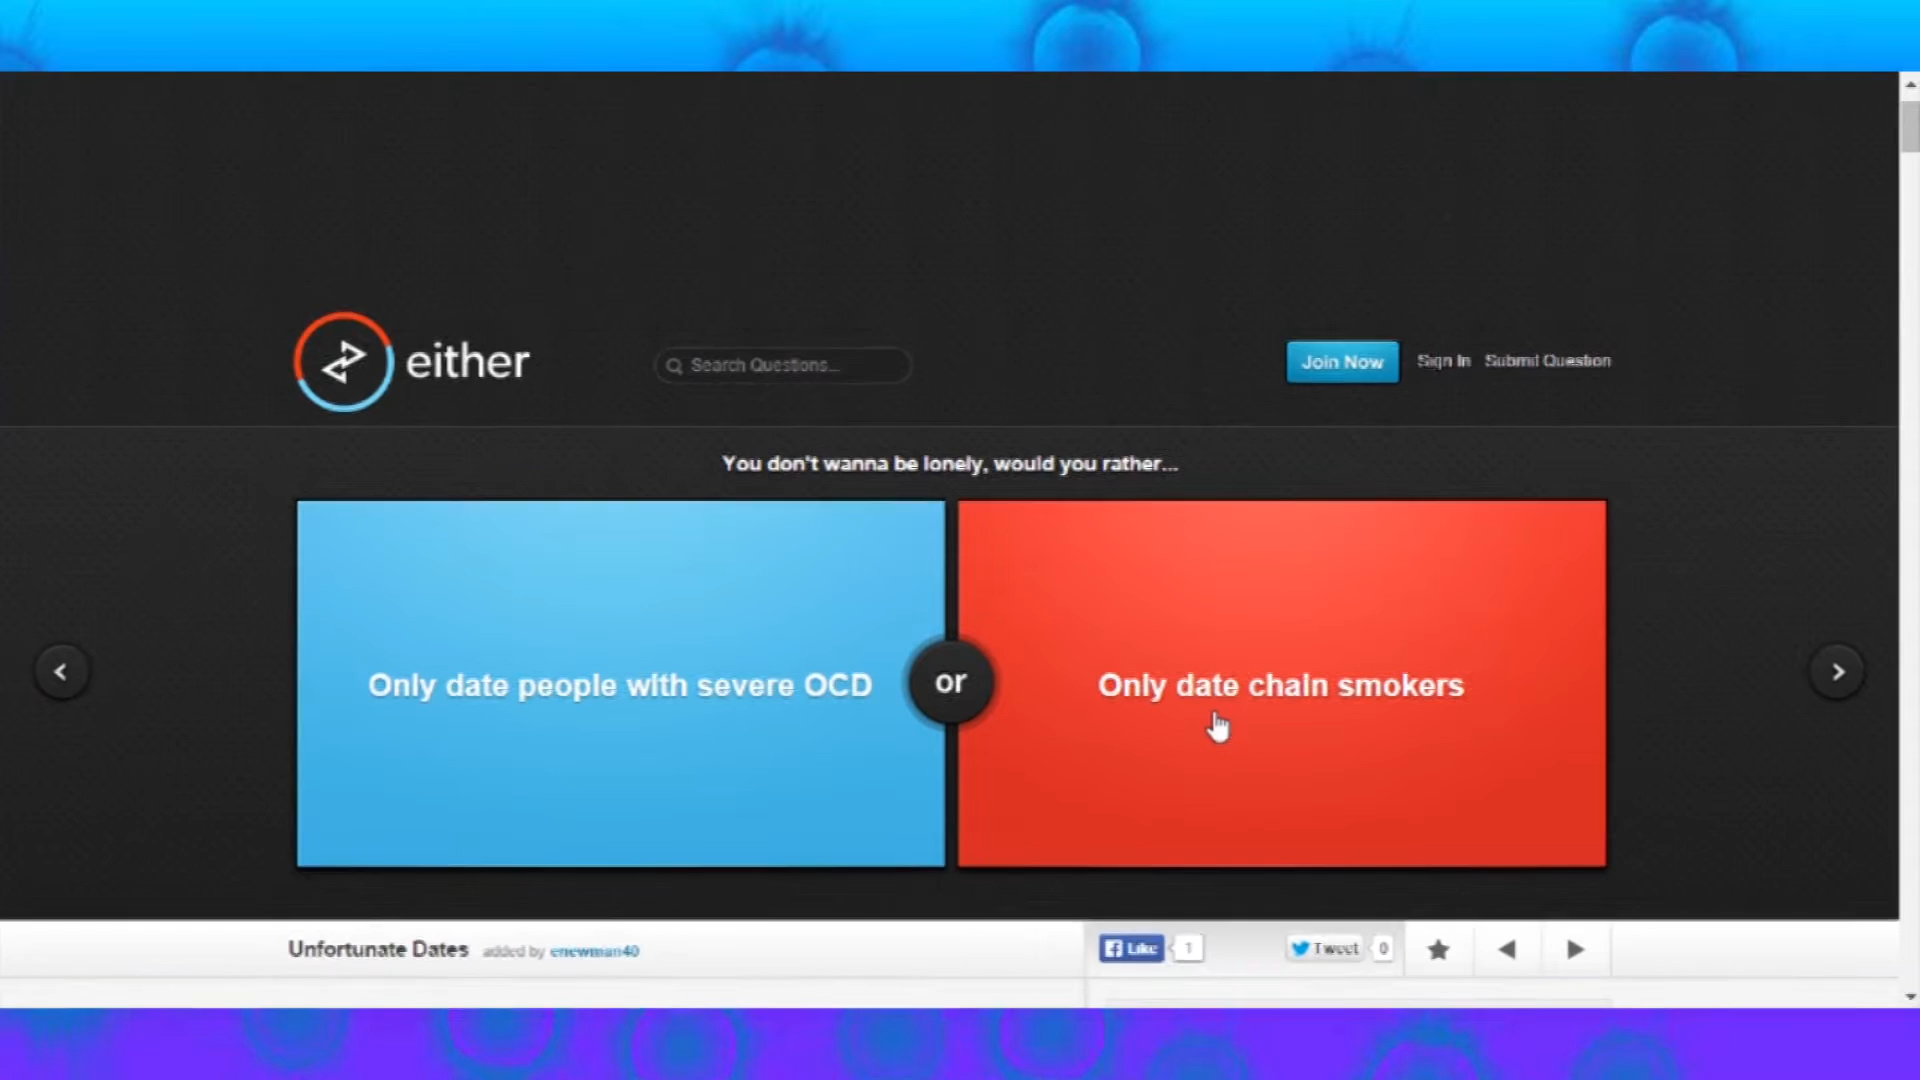 either
Search Questions...
Join Now
Sign In
Submit Question
You don't wanna be lonely, would you rather...
Only date people with severe OCD
or
Only date chain smokers
Unfortunate Dates added by enewman40
Like 1
Tweet 0